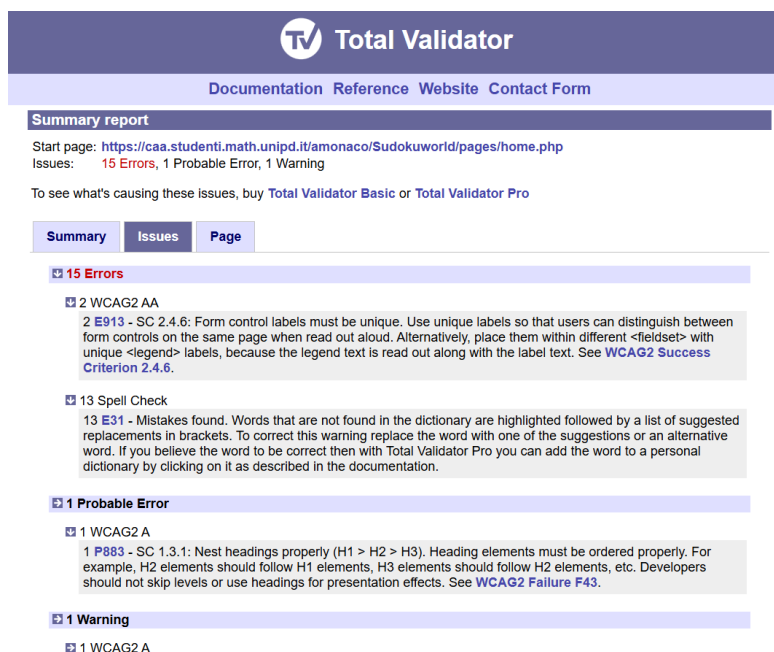 TV Total Validator
Documentation Reference Website Contact Form
Summary report
Start page: https://caa.studenti.math.unipd.it/amonaco/Sudokuworld/pages/home.php
Issues: 15 Errors, 1 Probable Error, 1 Warning
To see what's causing these issues, buy Total Validator Basic or Total Validator Pro
Summary Issues Page
15 Errors
2 WCAG2 AA
2 E913 - SC 2.4.6: Form control labels must be unique. Use unique labels so that users can distinguish between
form controls on the same page when read out aloud. Alternatively, place them within different <fieldset> with
unique <legend> labels, because the legend text is read out along with the label text. See WCAG2 Success
Criterion 2.4.6.
13 Spell Check
13 E31 - Mistakes found. Words that are not found in the dictionary are highlighted followed by a list of suggested
replacements in brackets. To correct this warning replace the word with one of the suggestions or an alternative
word. If you believe the word to be correct then with Total Validator Pro you can add the word to a personal
dictionary by clicking on it as described in the documentation.
1 Probable Error
1 WCAG2 A
1 P883 - SC 1.3.1: Nest headings properly (H1 > H2 > H3). Heading elements must be ordered properly. For
example, H2 elements should follow H1 elements, H3 elements should follow H2 elements, etc. Developers
should not skip levels or use headings for presentation effects. See WCAG2 Failure F43.
1 Warning
1 WCAG2 A